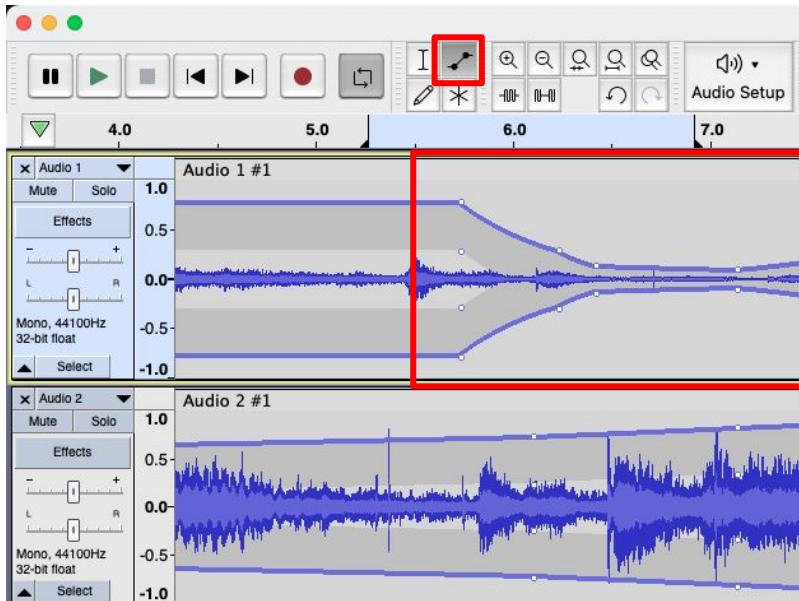 Audio Setup
4.0 5.0 6.0 7.0
Audio 1
Audio 1 #1
Mute Solo
Effects
- +
L R
Mono, 44100Hz
32-bit float
Select
1.0
0.5-
0.0-
-0.5-
-1.0
Audio 2
Audio 2 #1
Mute Solo
Effects
- +
L R
Mono, 44100Hz
32-bit float
Select
1.0
0.5-
0.0-
-0.5-
-1.0